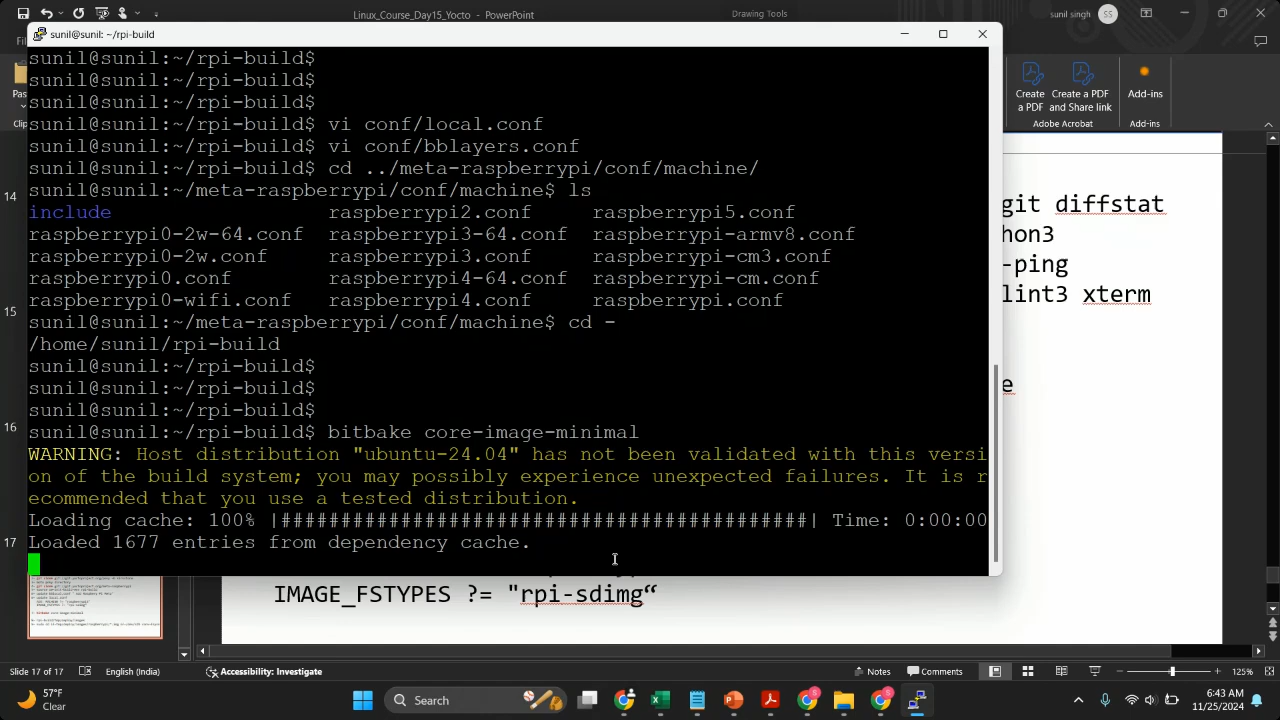 Linux_Course_Day15_Yocto - PowerPoint
Drawing Tools
sunil singh
SS
sunil@sunil: ~/rpi-build
sunil@sunil:~/rpi-build$
sunil@sunil:~/rpi-build$
sunil@sunil:~/rpi-build$
sunil@sunil:~/rpi-build$ vi conf/local.conf
sunil@sunil:~/rpi-build$ vi conf/bblayers.conf
sunil@sunil:~/rpi-build$ cd ../meta-raspberrypi/conf/machine/
sunil@sunil:~/meta-raspberrypi/conf/machine$ ls
include raspberrypi2.conf raspberrypi5.conf
raspberrypi0-2w-64.conf raspberrypi3-64.conf raspberrypi-armv8.conf
raspberrypi0-2w.conf raspberrypi3.conf raspberrypi-cm3.conf
raspberrypi0.conf raspberrypi4-64.conf raspberrypi-cm.conf
raspberrypi0-wifi.conf raspberrypi4.conf raspberrypi.conf
sunil@sunil:~/meta-raspberrypi/conf/machine$ cd -
/home/sunil/rpi-build
sunil@sunil:~/rpi-build$
sunil@sunil:~/rpi-build$
sunil@sunil:~/rpi-build$
sunil@sunil:~/rpi-build$ bitbake core-image-minimal
WARNING: Host distribution "ubuntu-24.04" has not been validated with this versi
on of the build system; you may possibly experience unexpected failures. It is r
ecommended that you use a tested distribution.
Loading cache: 100% |############################################| Time: 0:00:00
Loaded 1677 entries from dependency cache.
Fi
Pas
Clip
14
15
16
17
Create
a PDF
Create a PDF
and Share link
Add-ins
Adobe Acrobat
Add-ins
git diffstat
hon3
-ping
lint3 xterm
e
IMAGE_FSTYPES ?= "rpi-sdimg“
Slide 17 of 17
English (India)
Accessibility: Investigate
Notes
Comments
125%
57°F
Clear
Search
6:43 AM
11/25/2024